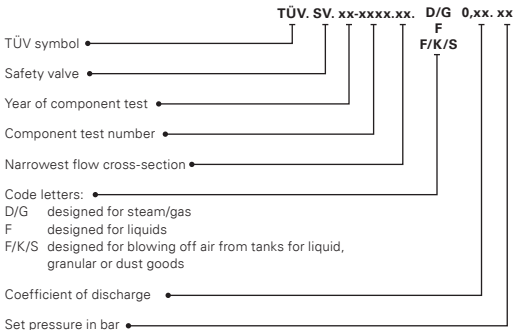 TÜV. SV. xx-xxxx.xx. D/G 0,xx. xx
F
F/K/S
TÜV symbol
Safety valve
Year of component test
Component test number
Narrowest flow cross-section
Code letters:
D/G designed for steam/gas
F designed for liquids
F/K/S designed for blowing off air from tanks for liquid,
granular or dust goods
Coefficient of discharge
Set pressure in bar